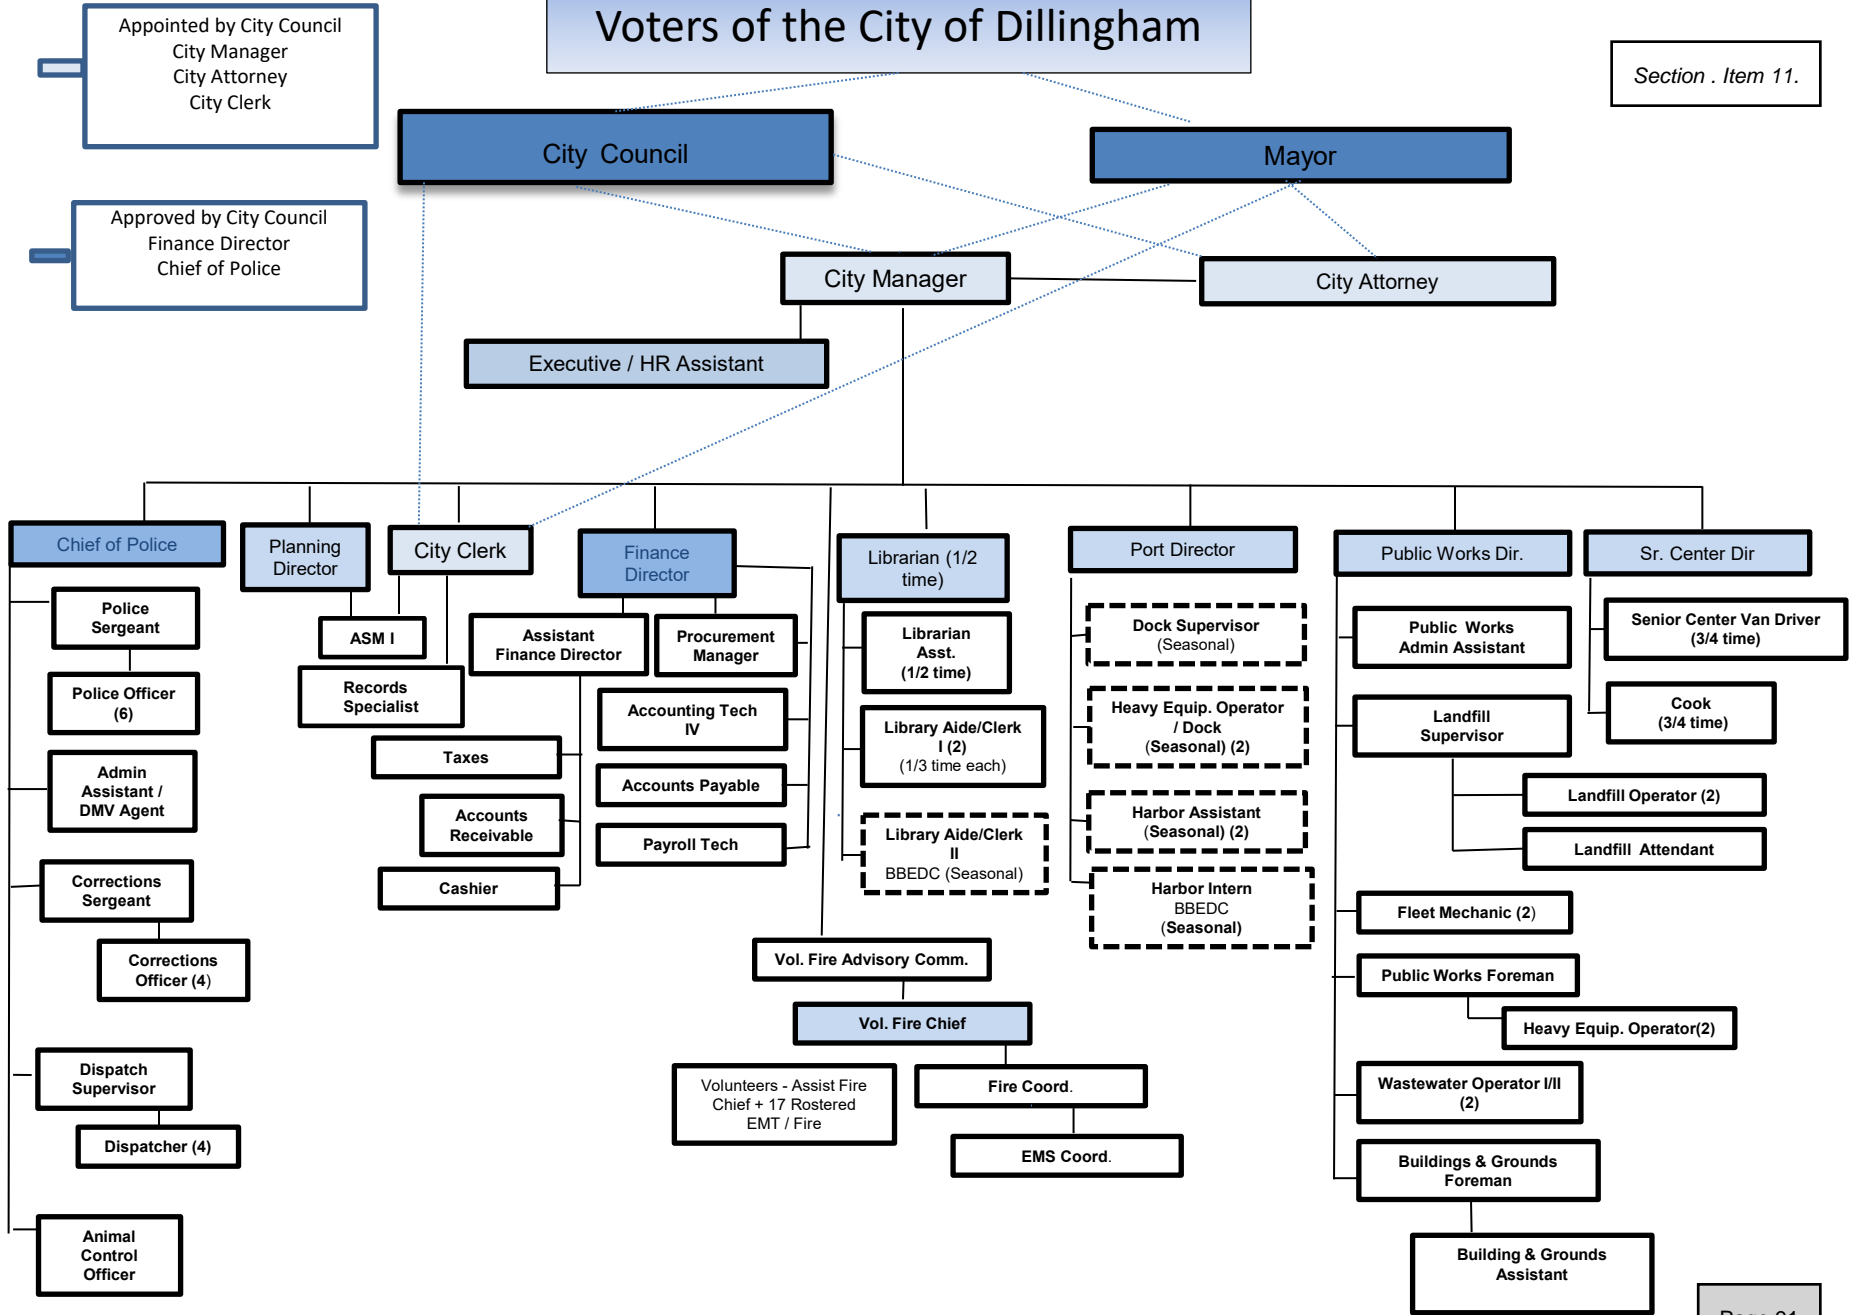 Appointed by City Council
City Manager
City Attorney
City Clerk
Voters of the City of Dillingham
Section . Item 11.
City Council
Mayor
Approved by City Council
Finance Director
Chief of Police
City Manager
City Attorney
Executive / HR Assistant
Chief of Police
Planning
Director
City Clerk
Finance
Director
Librarian (1/2
time)
Port Director
Public Works Dir.
Sr. Center Dir
Police
Sergeant
Police Officer
(6)
Admin
Assistant /
DMV Agent
Corrections
Sergeant
Corrections
Officer (4)
Dispatch
Supervisor
Dispatcher (4)
Animal
Control
Officer
ASM I
Records
Specialist
Assistant
Finance Director
Procurement
Manager
Taxes
Accounts
Receivable
Cashier
Accounting Tech
IV
Accounts Payable
Payroll Tech
Librarian
Asst.
(1/2 time)
Library Aide/Clerk
I (2)
(1/3 time each)
Library Aide/Clerk
II
BBEDC (Seasonal)
Vol. Fire Advisory Comm.
Vol. Fire Chief
Volunteers - Assist Fire
Chief + 17 Rostered
EMT / Fire
Fire Coord.
EMS Coord.
Dock Supervisor
(Seasonal)
Heavy Equip. Operator
/ Dock
(Seasonal) (2)
Harbor Assistant
(Seasonal) (2)
Harbor Intern
BBEDC
(Seasonal)
Public Works
Admin Assistant
Landfill
Supervisor
Landfill Operator (2)
Landfill Attendant
Fleet Mechanic (2)
Public Works Foreman
Heavy Equip. Operator(2)
Wastewater Operator I/II
(2)
Buildings & Grounds
Foreman
Building & Grounds
Assistant
Senior Center Van Driver
(3/4 time)
Cook
(3/4 time)